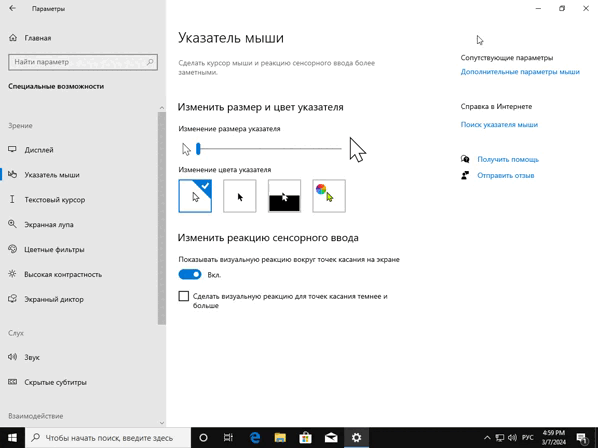 Параметры
Главная
Найти параметр
Специальные возможности
Зрение
Дисплей
Указатель мыши
Текстовый курсор
Экранная лупа
Цветные фильтры
Высокая контрастность
Экранный диктор
Слух
Звук
Скрытые субтитры
Взаимодействие
Указатель мыши
Сделать курсор мыши и реакцию сенсорного ввода более
заметными.
Изменить размер и цвет указателя
Изменение размера указателя
Изменение цвета указателя
Изменить реакцию сенсорного ввода
Показывать визуальную реакцию вокруг точек касания на экране
Вкл.
Сделать визуальную реакцию для точек касания темнее и
больше
Сопутствующие параметры
Дополнительные параметры мыши
Справка в Интернете
Поиск указателя мыши
Получить помощь
Отправить отзыв
Чтобы начать поиск, введите здесь
РУС
4:59 PM
3/7/2024